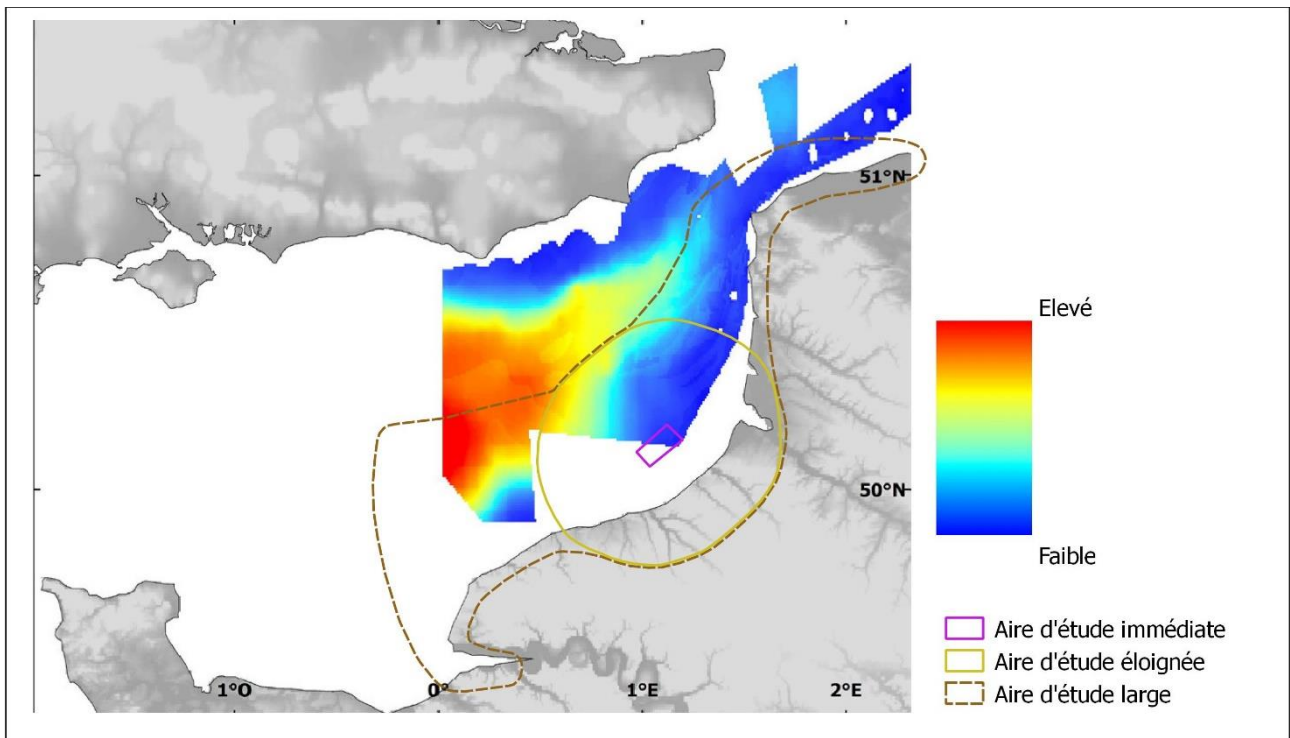 51°N
50°N
1°O
0°
1°E
2°E
Elevé
Faible
Aire d'étude immédiate
Aire d'étude éloignée
Aire d'étude large